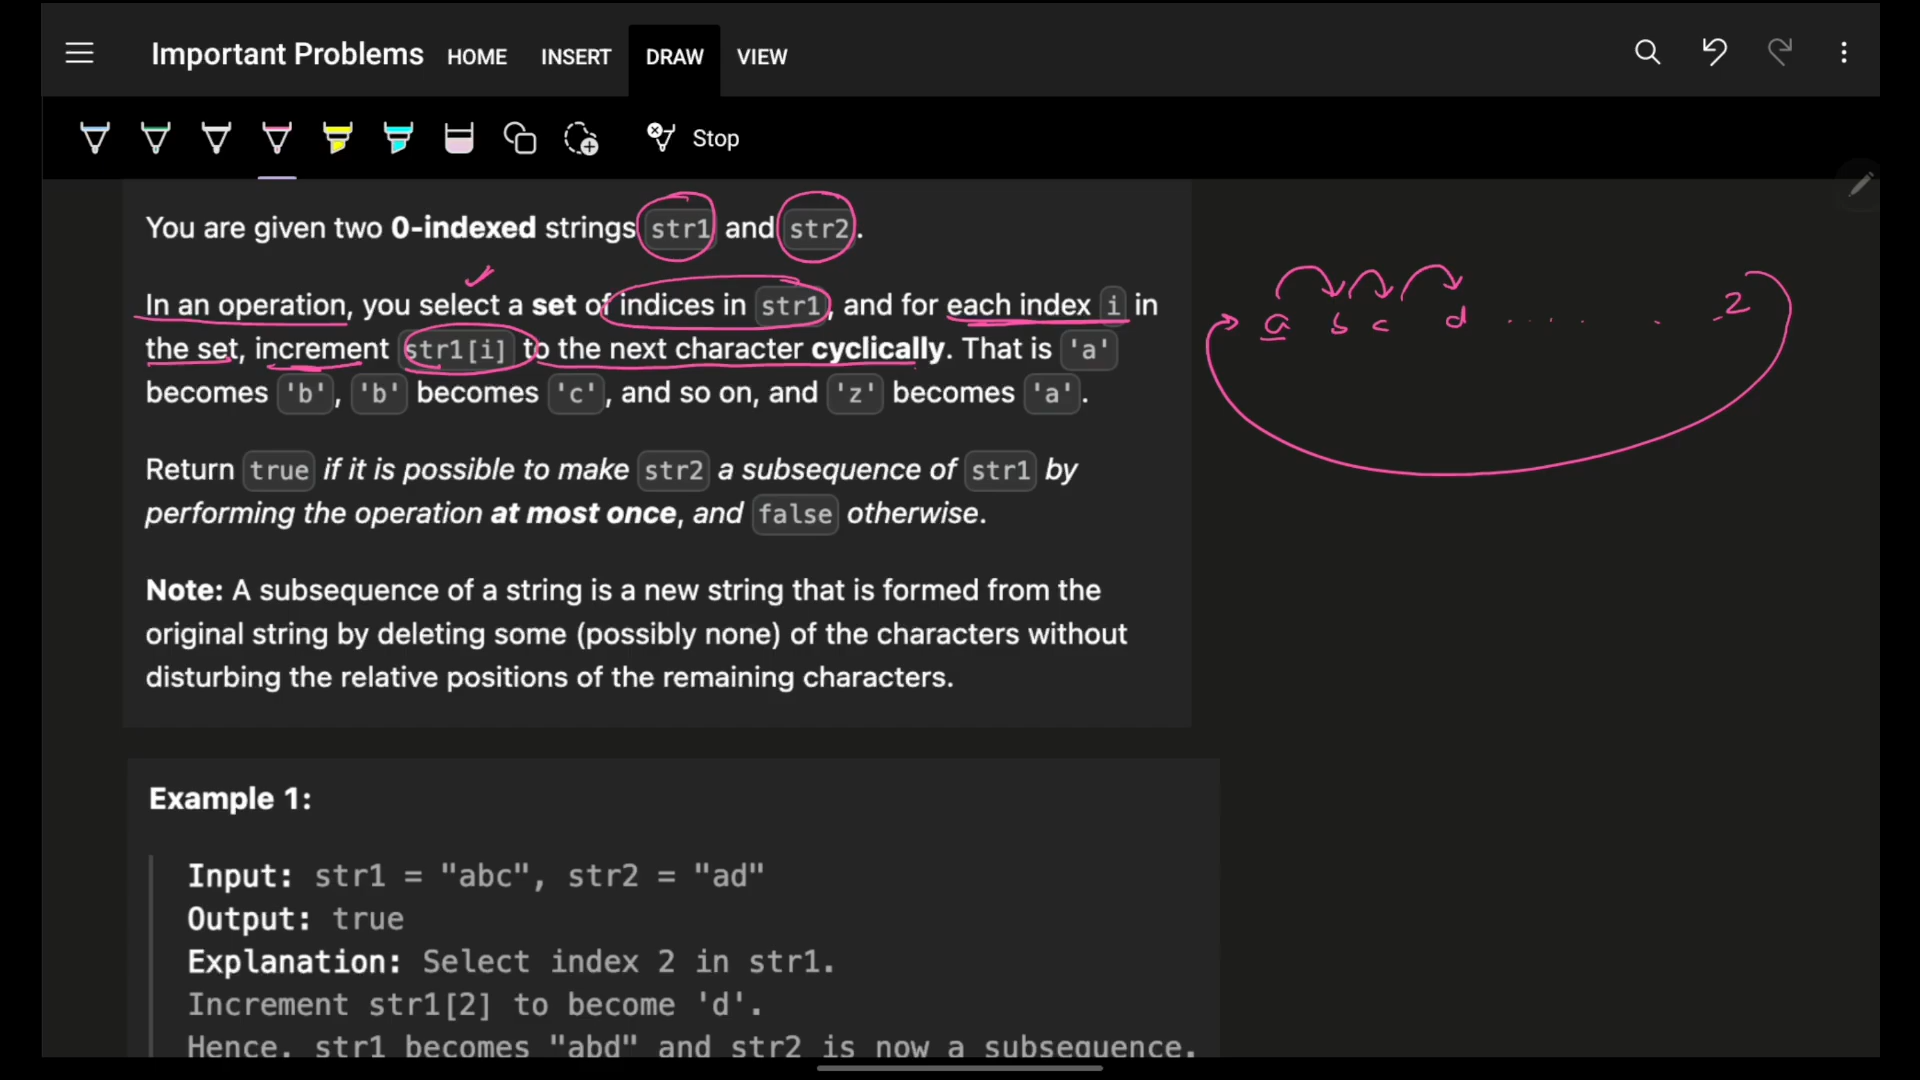 Important Problems HOME INSERT DRAW VIEW
Stop
You are given two 0-indexed strings str1 and str2.
In an operation, you select a set of indices in str1, and for each index i in
the set, increment str1[i] to the next character cyclically. That is 'a'
becomes 'b', 'b' becomes 'c', and so on, and 'z' becomes 'a'.
Return true if it is possible to make str2 a subsequence of str1 by
performing the operation at most once, and false otherwise.
Note: A subsequence of a string is a new string that is formed from the
original string by deleting some (possibly none) of the characters without
disturbing the relative positions of the remaining characters.
a b c d . . . . . . z
Example 1:
Input: str1 = "abc", str2 = "ad"
Output: true
Explanation: Select index 2 in str1.
Increment str1[2] to become 'd'.
Hence, str1 becomes "abd" and str2 is now a subsequence.